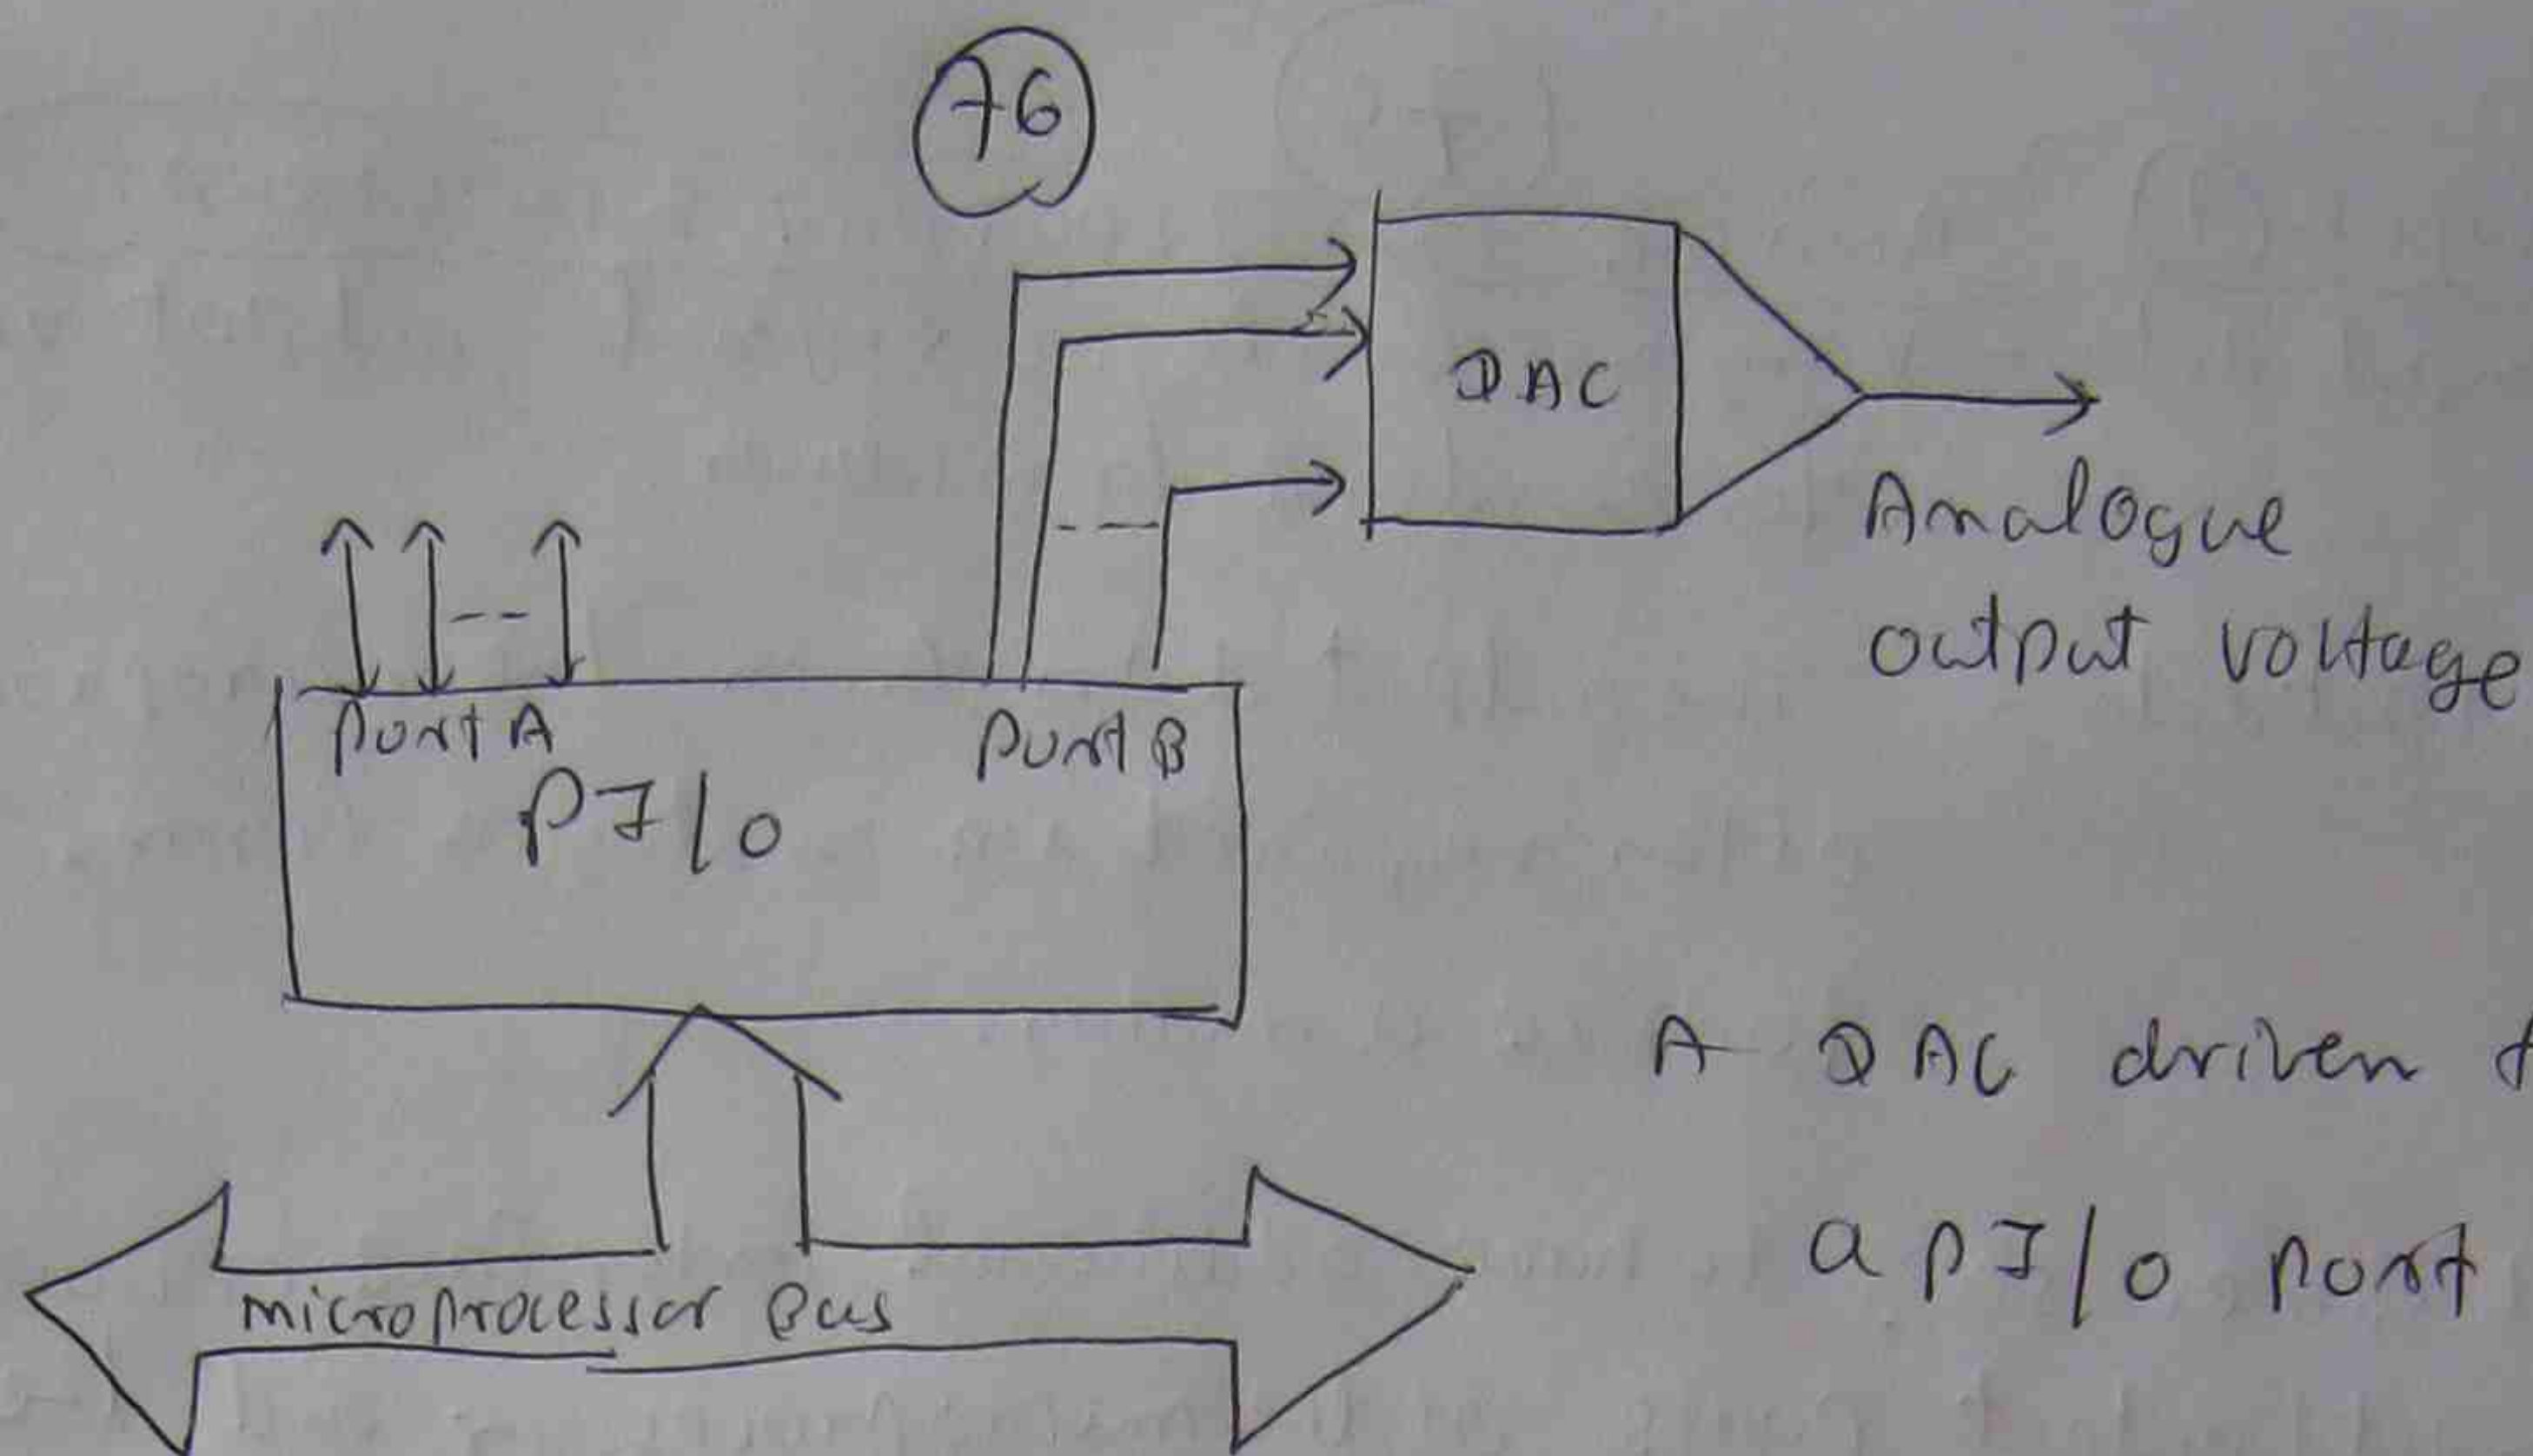 76
DAC
Analogue
output voltage
Port A
Port B
PI/O
A DAC driven
a PI/O port
microprocessor Bus